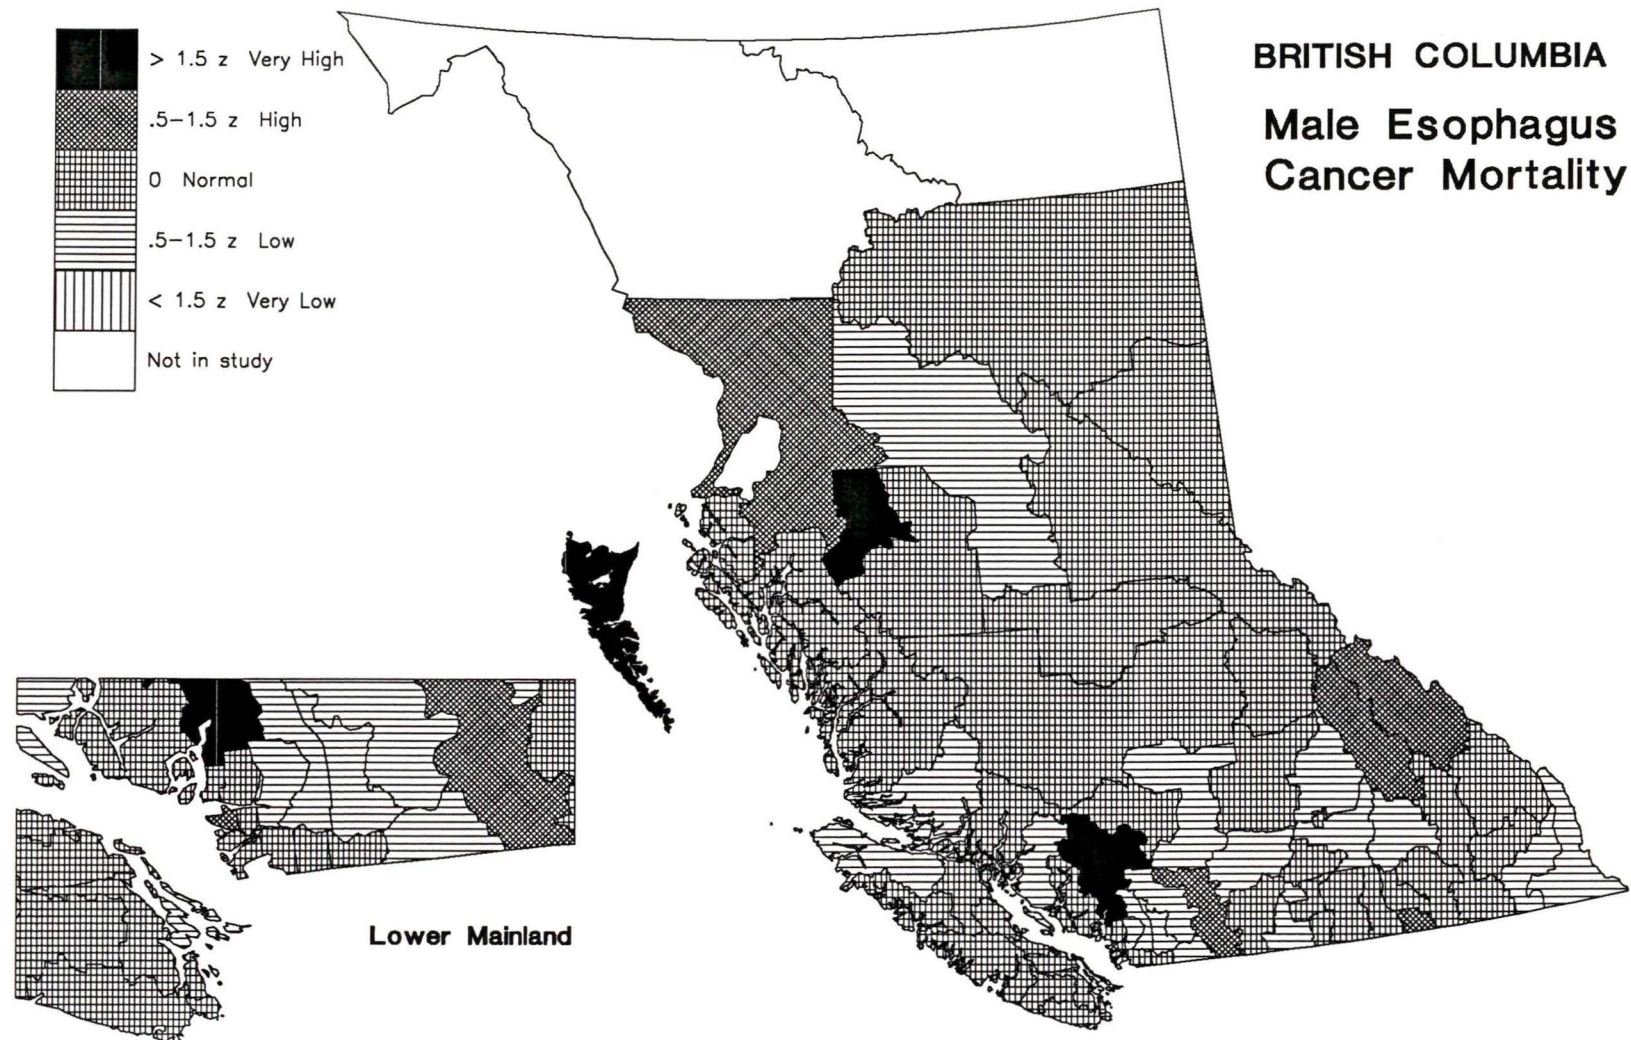 > 1.5 z Very High
.5-1.5 z High
0 Normal
.5-1.5 z Low
< 1.5 z Very Low
Not in study
BRITISH COLUMBIA
Male Esophagus
Cancer Mortality
Lower Mainland